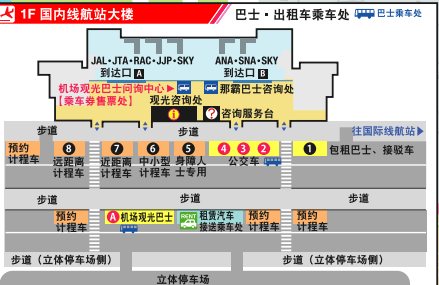 1F 国内线航站大楼
巴士・出租车乘车处 巴士乘车处
JAL・JTA・RAC・JJP・SKY
到达口 A
ANA・SNA・SKY
到达口 B
机场观光巴士问询中心▶
【乘车券售票处】
观光咨询处
那霸巴士咨询处
i
? 咨询服务台
步道
步道
往国际线航站▶
预约
计程车
8
远距离
计程车
7
近距离
计程车
6
中小型
计程车
5
身障人
士专用
4 3 2
公交车
1
包租巴士、接驳车
步道
步道
步道
预约
计程车
A 机场观光巴士
RENT
租赁汽车
接送乘车处
预约
计程车
预约
计程车
步道（立体停车场侧）
步道（立体停车场侧）
立体停车场